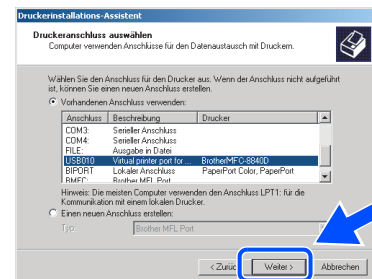 Druckerinstallations-Assistent
Druckeranschluss auswählen
Computer verwenden Anschlüsse für den Datenaustausch mit Druckern.
Wählen Sie den Anschluss für den Drucker aus. Wenn der Anschluss nicht aufgeführt
ist, können Sie einen neuen Anschluss erstellen.
Vorhandenen Anschluss verwenden:
Anschluss Beschreibung Drucker
COM3: Serieller Anschluss
COM4: Serieller Anschluss
FILE: Ausgabe in Datei
USB010 Virtual printer port for ... BrotherMFC-8840D
BIPORT Lokaler Anschluss PaperPort Color, PaperPort
BMFC: Brother MFL Port
Hinweis: Die meisten Computer verwenden den Anschluss LPT1: für die
Kommunikation mit einem lokalen Drucker.
Einen neuen Anschluss erstellen:
Typ: Brother MFL Port
< Zurück Weiter > Abbrechen